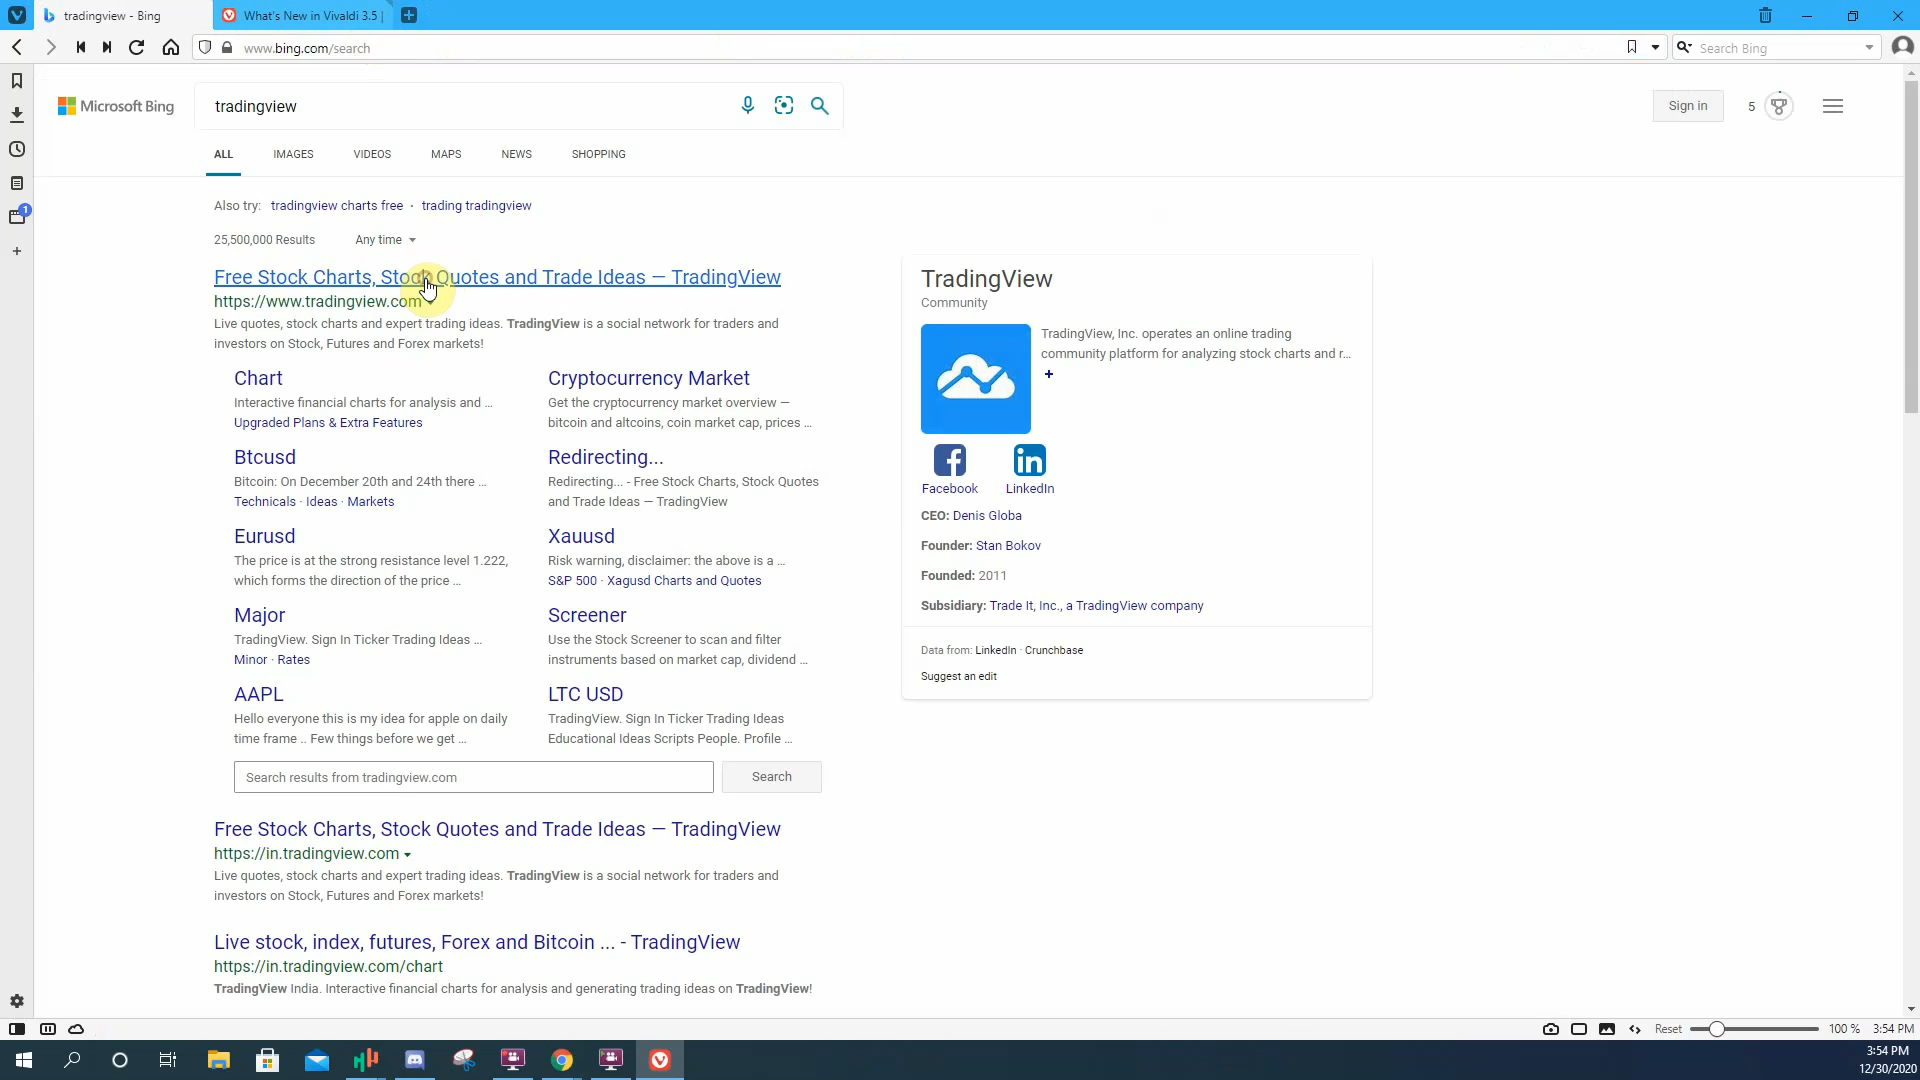 tradingview - Bing
What's New in Vivaldi 3.5 |
www.bing.com/search
Search Bing
Microsoft Bing
tradingview
Sign in
5
ALL
IMAGES
VIDEOS
MAPS
NEWS
SHOPPING
Also try: tradingview charts free · trading tradingview
25,500,000 Results
Any time
Free Stock Charts, Stock Quotes and Trade Ideas — TradingView
https://www.tradingview.com
Live quotes, stock charts and expert trading ideas. TradingView is a social network for traders and
investors on Stock, Futures and Forex markets!
Chart
Interactive financial charts for analysis and ...
Upgraded Plans & Extra Features
Cryptocurrency Market
Get the cryptocurrency market overview —
bitcoin and altcoins, coin market cap, prices ...
Btcusd
Bitcoin: On December 20th and 24th there ...
Technicals · Ideas · Markets
Redirecting...
Redirecting... - Free Stock Charts, Stock Quotes
and Trade Ideas — TradingView
Eurusd
The price is at the strong resistance level 1.222,
which forms the direction of the price ...
Xauusd
Risk warning, disclaimer: the above is a ...
S&P 500 · Xagusd Charts and Quotes
Major
TradingView. Sign In Ticker Trading Ideas ...
Minor · Rates
Screener
Use the Stock Screener to scan and filter
instruments based on market cap, dividend ...
AAPL
Hello everyone this is my idea for apple on daily
time frame .. Few things before we get ...
LTC USD
TradingView. Sign In Ticker Trading Ideas
Educational Ideas Scripts People. Profile ...
Search results from tradingview.com
Search
Free Stock Charts, Stock Quotes and Trade Ideas — TradingView
https://in.tradingview.com
Live quotes, stock charts and expert trading ideas. TradingView is a social network for traders and
investors on Stock, Futures and Forex markets!
Live stock, index, futures, Forex and Bitcoin ... - TradingView
https://in.tradingview.com/chart
TradingView India. Interactive financial charts for analysis and generating trading ideas on TradingView!
TradingView
Community
TradingView, Inc. operates an online trading
community platform for analyzing stock charts and r...
+
Facebook
LinkedIn
CEO: Denis Globa
Founder: Stan Bokov
Founded: 2011
Subsidiary: Trade It, Inc., a TradingView company
Data from: LinkedIn · Crunchbase
Suggest an edit
1
Reset
100 %
3:54 PM
3:54 PM
12/30/2020